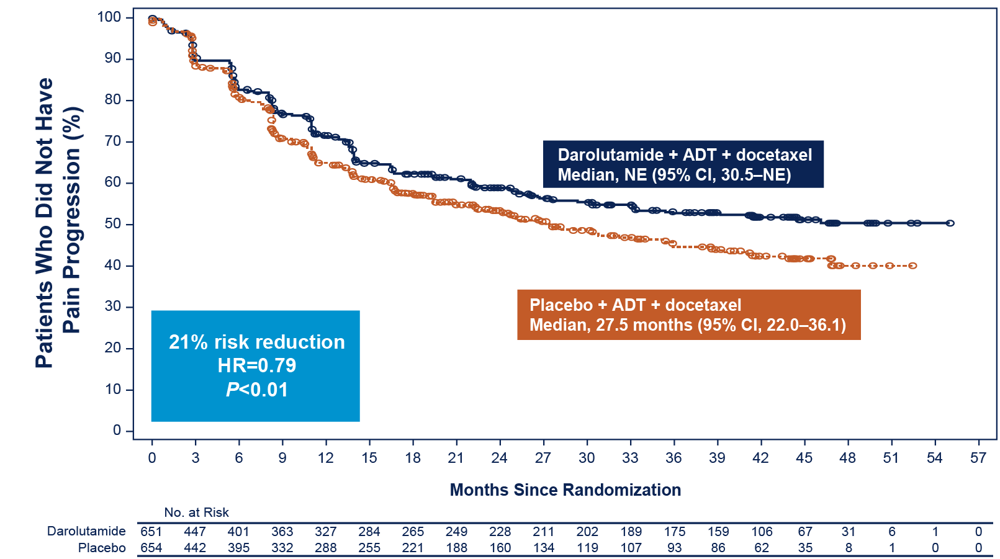 Patients Who Did Not Have
Pain Progression (%)
100
90
80
70
60
50
40
30
20
10
0
Darolutamide + ADT + docetaxel
Median, NE (95% CI, 30.5–NE)
Placebo + ADT + docetaxel
Median, 27.5 months (95% CI, 22.0–36.1)
21% risk reduction
HR=0.79
P<0.01
0 3 6 9 12 15 18 21 24 27 30 33 36 39 42 45 48 51 54 57
Months Since Randomization
No. at Risk
Darolutamide 651 447 401 363 327 284 265 249 228 211 202 189 175 159 106 67 31 6 1 0
Placebo 654 442 395 332 288 255 221 188 160 134 119 107 93 86 62 35 8 1 0 0